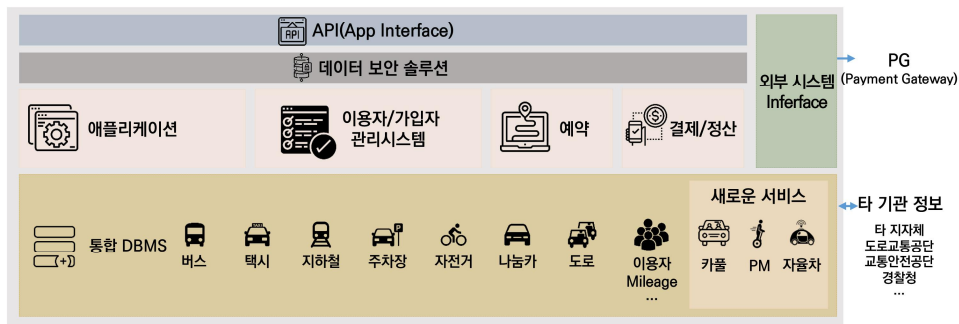 API
API(App Interface)
데이터 보안 솔루션
외부 시스템
Inferface
PG
(Payment Gateway)
애플리케이션
이용자/가입자
관리시스템
예약
결제/정산
통합 DBMS
(+)
버스
택시
지하철
P
주차장
자전거
나눔카
도로
이용자
Mileage
...
새로운 서비스
카풀
PM
자율차
타 기관 정보
타 지자체
도로교통공단
교통안전공단
경찰청
...